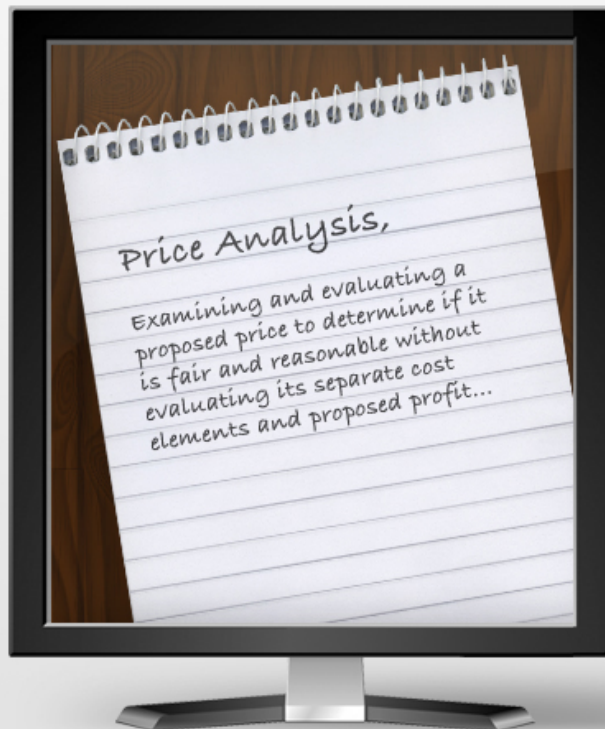 Price Analysis,
Examining and evaluating a
proposed price to determine if it
is fair and reasonable without
evaluating its separate cost
elements and proposed profit...